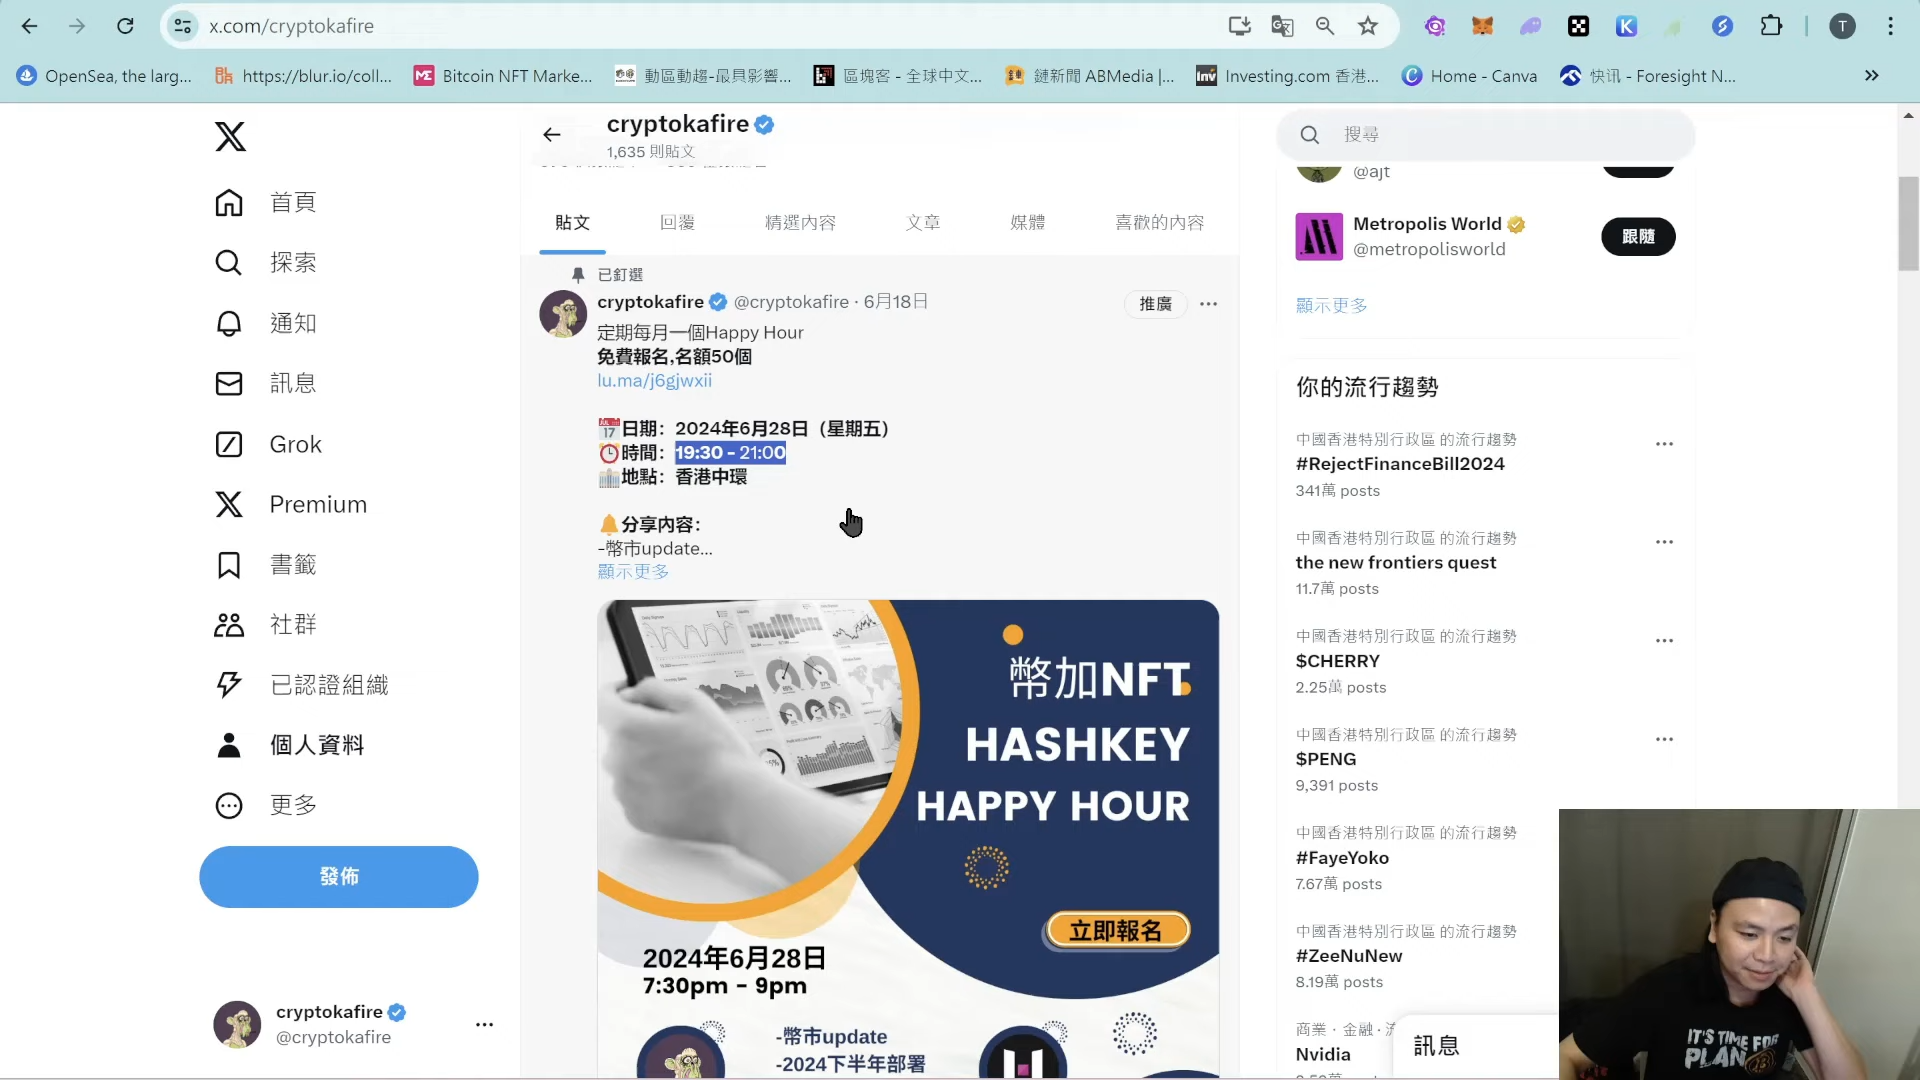 x.com/cryptokafire
T
OpenSea, the larg...
https://blur.io/coll...
Bitcoin NFT Marke...
動區動趨-最具影響...
區塊客 - 全球中文...
鏈新聞 ABMedia |...
Investing.com 香港...
Home - Canva
快讯 - Foresight N...
首頁
探索
通知
訊息
Grok
Premium
書籤
社群
已認證組織
個人資料
更多
發佈
cryptokafire
@cryptokafire
cryptokafire
1,635 則貼文
貼文
回覆
精選內容
文章
媒體
喜歡的內容
已釘選
cryptokafire @cryptokafire · 6月18日
推廣
定期每月一個Happy Hour
免費報名,名額50個
lu.ma/j6gjwxii
日期：2024年6月28日（星期五）
時間：19:30 - 21:00
地點：香港中環
分享內容：
-幣市update...
顯示更多
幣加NFT
HASHKEY
HAPPY HOUR
立即報名
2024年6月28日
7:30pm - 9pm
-幣市update
-2024下半年部署
搜尋
@ajt
Metropolis World
@metropolisworld
跟隨
顯示更多
你的流行趨勢
中國香港特別行政區 的流行趨勢
#RejectFinanceBill2024
341萬 posts
中國香港特別行政區 的流行趨勢
the new frontiers quest
11.7萬 posts
中國香港特別行政區 的流行趨勢
$CHERRY
2.25萬 posts
中國香港特別行政區 的流行趨勢
$PENG
9,391 posts
中國香港特別行政區 的流行趨勢
#FayeYoko
7.67萬 posts
中國香港特別行政區 的流行趨勢
#ZeeNuNew
8.19萬 posts
商業 · 金融 ·
Nvidia
訊息
IT'S TIME FOR
PLAN B